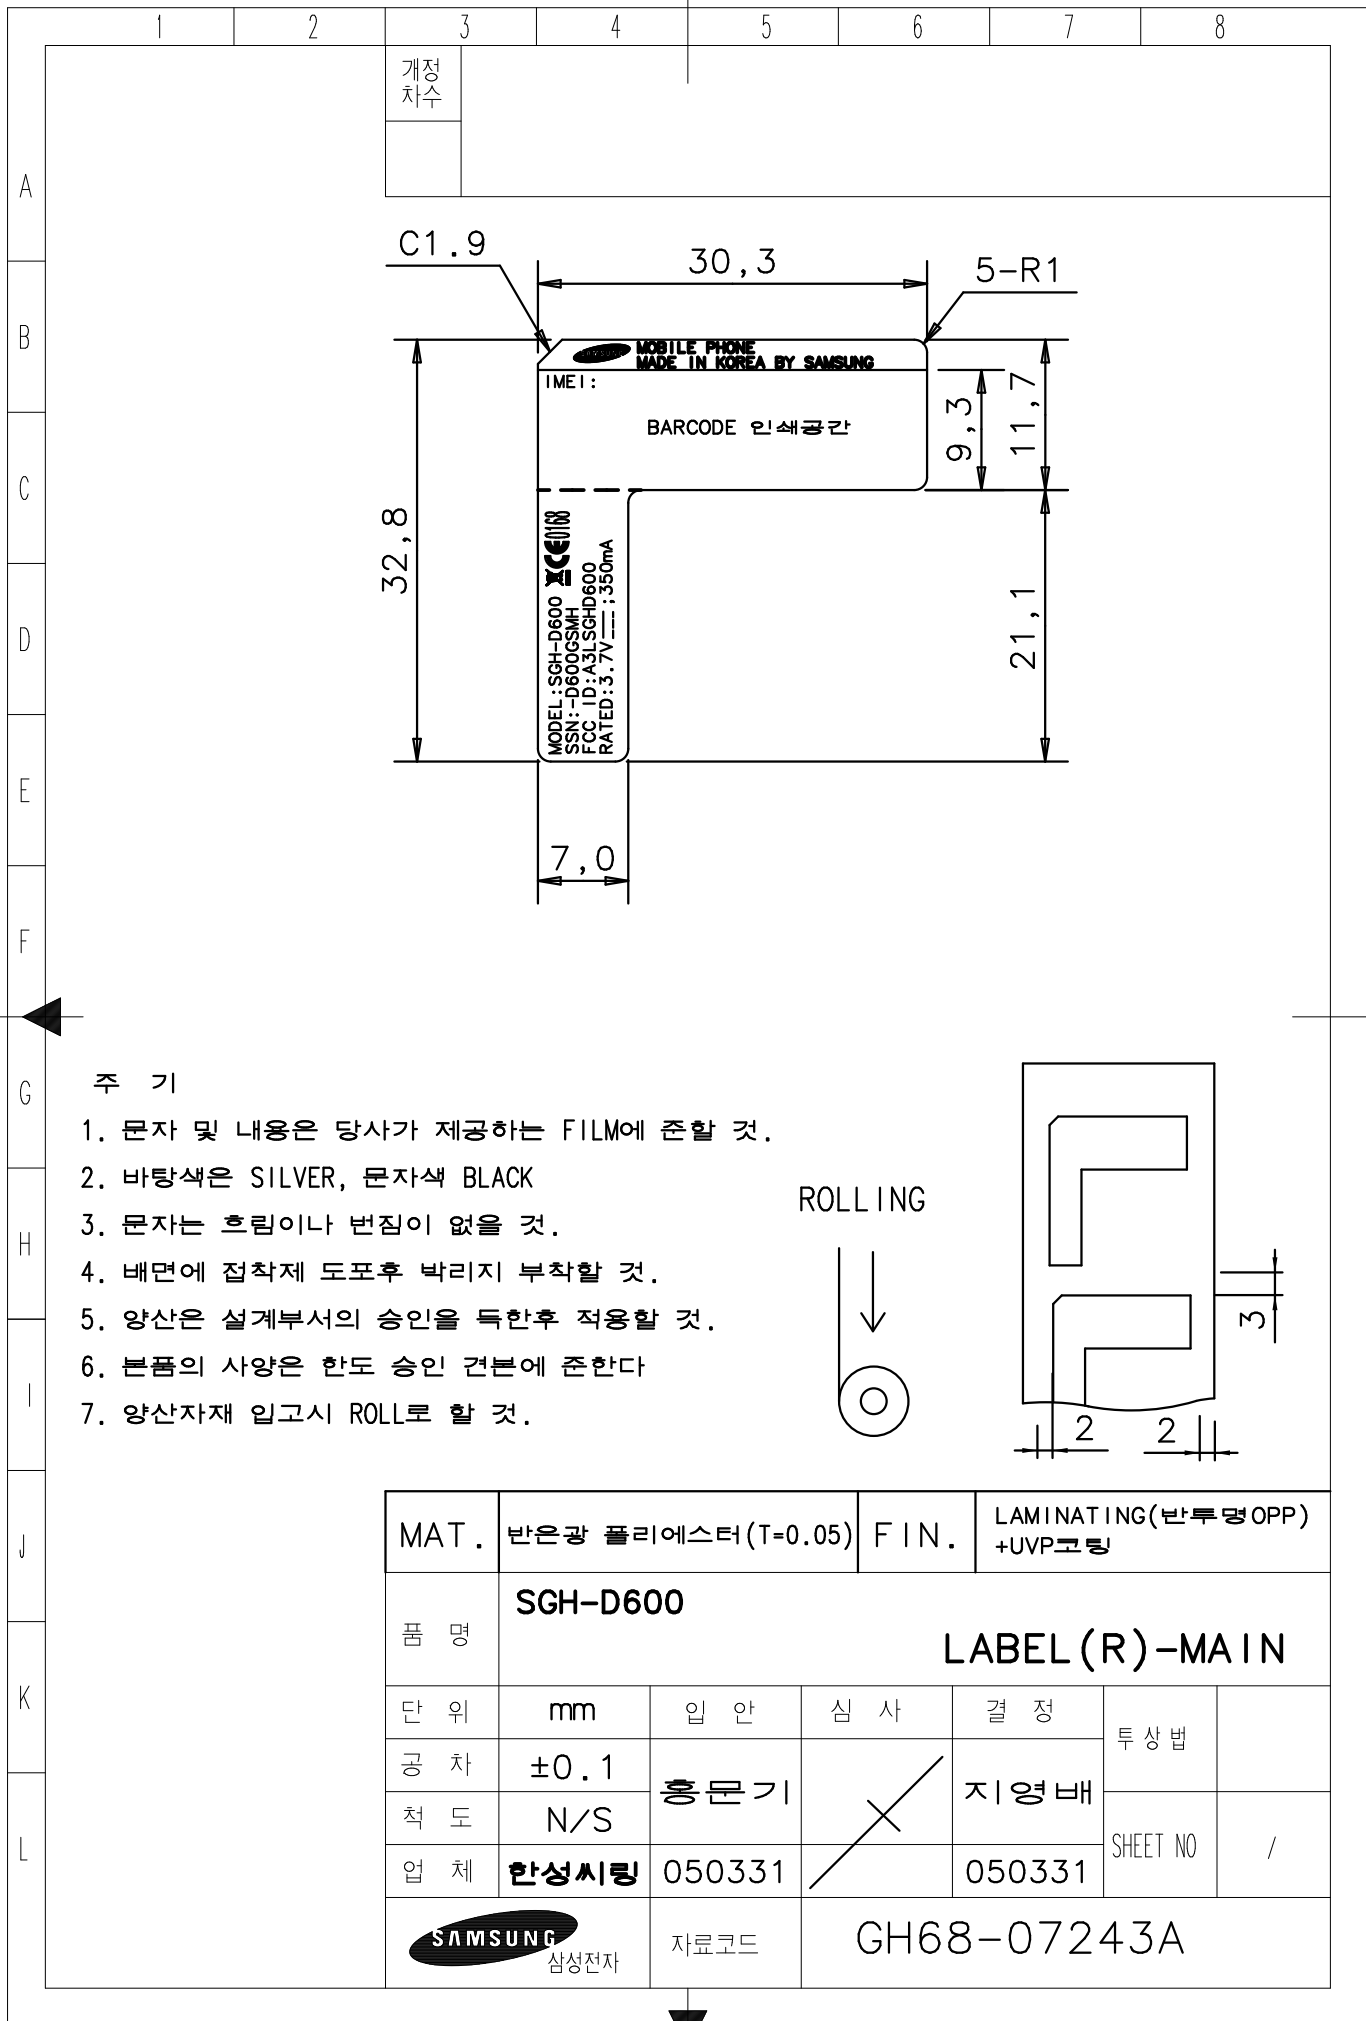 1 2 3 4 5 6 7 8
개정
차수
A
B
C
D
E
F
G
H
I
J
K
L
C1.9
30,3
5-R1
SAMSUNG
MOBILE PHONE
MADE IN KOREA BY SAMSUNG
IMEI:
BARCODE 인쇄공간
9,3
11,7
32,8
21,1
MODEL:SGH-D600 CE0168
SSN:-D600GSMH
FCC ID:A3LSGHD600
RATED:3.7V⎓;350mA
7,0
주 기
1. 문자 및 내용은 당사가 제공하는 FILM에 준할 것.
2. 바탕색은 SILVER, 문자색 BLACK
3. 문자는 흐림이나 번짐이 없을 것.
4. 배면에 접착제 도포후 박리지 부착할 것.
5. 양산은 설계부서의 승인을 득한후 적용할 것.
6. 본품의 사양은 한도 승인 견본에 준한다
7. 양산자재 입고시 ROLL로 할 것.
ROLLING
3
2
2
MAT. 반은광 폴리에스터(T=0.05) FIN. LAMINATING(반투명OPP)
+UVP코팅
품 명 SGH-D600
LABEL(R)-MAIN
단 위 mm 입 안 심 사 결 정 투상법
공 차 ±0.1 홍문기 지영배
척 도 N/S SHEET NO /
업 체 한성씨링 050331 050331
SAMSUNG 삼성전자 자료코드 GH68-07243A